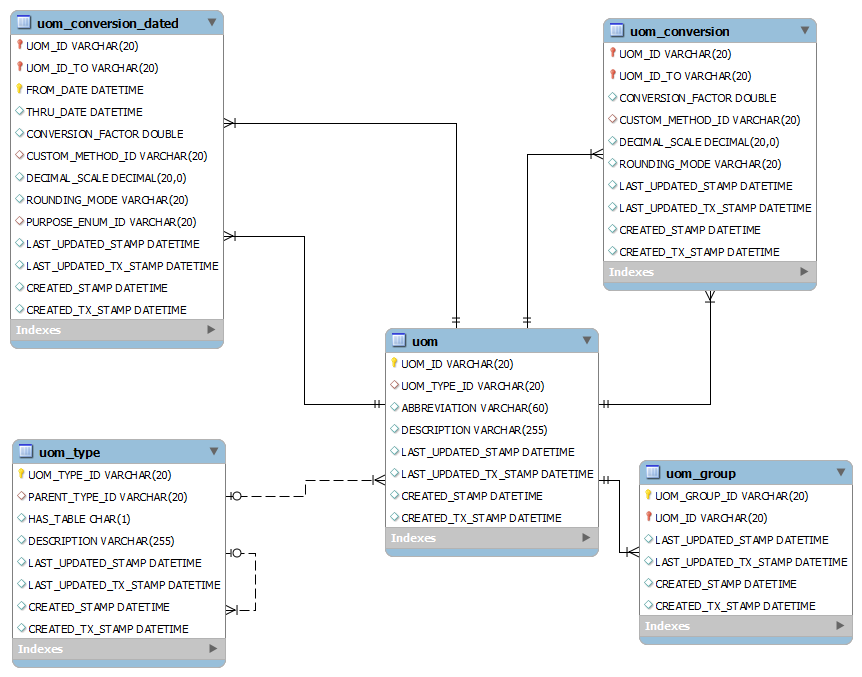 uom_conversion_dated
UOM_ID VARCHAR(20)
UOM_ID_TO VARCHAR(20)
FROM_DATE DATETIME
THRU_DATE DATETIME
CONVERSION_FACTOR DOUBLE
CUSTOM_METHOD_ID VARCHAR(20)
DECIMAL_SCALE DECIMAL(20,0)
ROUNDING_MODE VARCHAR(20)
PURPOSE_ENUM_ID VARCHAR(20)
LAST_UPDATED_STAMP DATETIME
LAST_UPDATED_TX_STAMP DATETIME
CREATED_STAMP DATETIME
CREATED_TX_STAMP DATETIME
Indexes
uom_conversion
UOM_ID VARCHAR(20)
UOM_ID_TO VARCHAR(20)
CONVERSION_FACTOR DOUBLE
CUSTOM_METHOD_ID VARCHAR(20)
DECIMAL_SCALE DECIMAL(20,0)
ROUNDING_MODE VARCHAR(20)
LAST_UPDATED_STAMP DATETIME
LAST_UPDATED_TX_STAMP DATETIME
CREATED_STAMP DATETIME
CREATED_TX_STAMP DATETIME
Indexes
uom
UOM_ID VARCHAR(20)
UOM_TYPE_ID VARCHAR(20)
ABBREVIATION VARCHAR(60)
DESCRIPTION VARCHAR(255)
LAST_UPDATED_STAMP DATETIME
LAST_UPDATED_TX_STAMP DATETIME
CREATED_STAMP DATETIME
CREATED_TX_STAMP DATETIME
Indexes
uom_type
UOM_TYPE_ID VARCHAR(20)
PARENT_TYPE_ID VARCHAR(20)
HAS_TABLE CHAR(1)
DESCRIPTION VARCHAR(255)
LAST_UPDATED_STAMP DATETIME
LAST_UPDATED_TX_STAMP DATETIME
CREATED_STAMP DATETIME
CREATED_TX_STAMP DATETIME
Indexes
uom_group
UOM_GROUP_ID VARCHAR(20)
UOM_ID VARCHAR(20)
LAST_UPDATED_STAMP DATETIME
LAST_UPDATED_TX_STAMP DATETIME
CREATED_STAMP DATETIME
CREATED_TX_STAMP DATETIME
Indexes